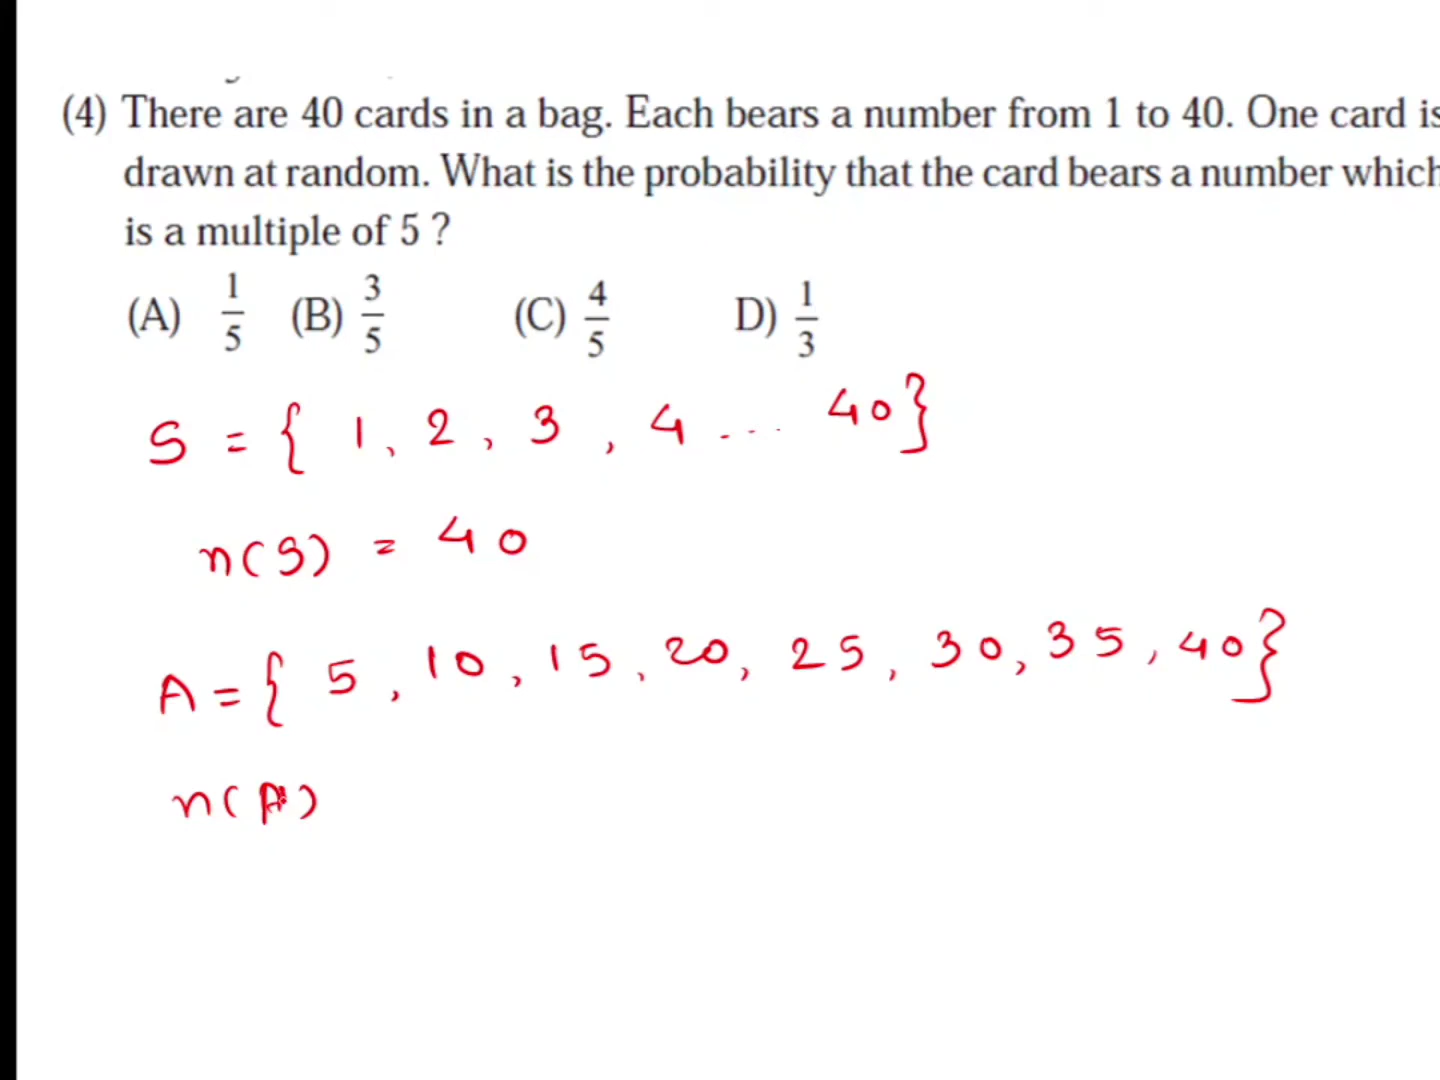 (4) There are 40 cards in a bag. Each bears a number from 1 to 40. One card is
drawn at random. What is the probability that the card bears a number which
is a multiple of 5 ?
(A) 1/5 (B) 3/5 (C) 4/5 D) 1/3
S = { 1, 2, 3, 4 ... 40}
n(S) = 40
A = { 5, 10, 15, 20, 25, 30, 35, 40}
n(A)